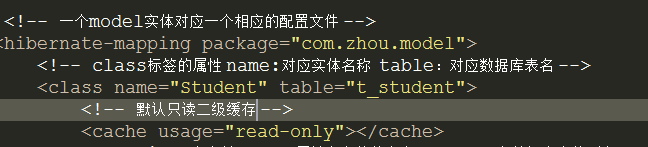 <!-- 一个model实体对应一个相应的配置文件 -->
<hibernate-mapping package="com.zhou.model">
<!-- class标签的属性 name:对应实体名称 table：对应数据库表名 -->
<class name="Student" table="t_student">
<!-- 默认只读二级缓存 -->
<cache usage="read-only"></cache>